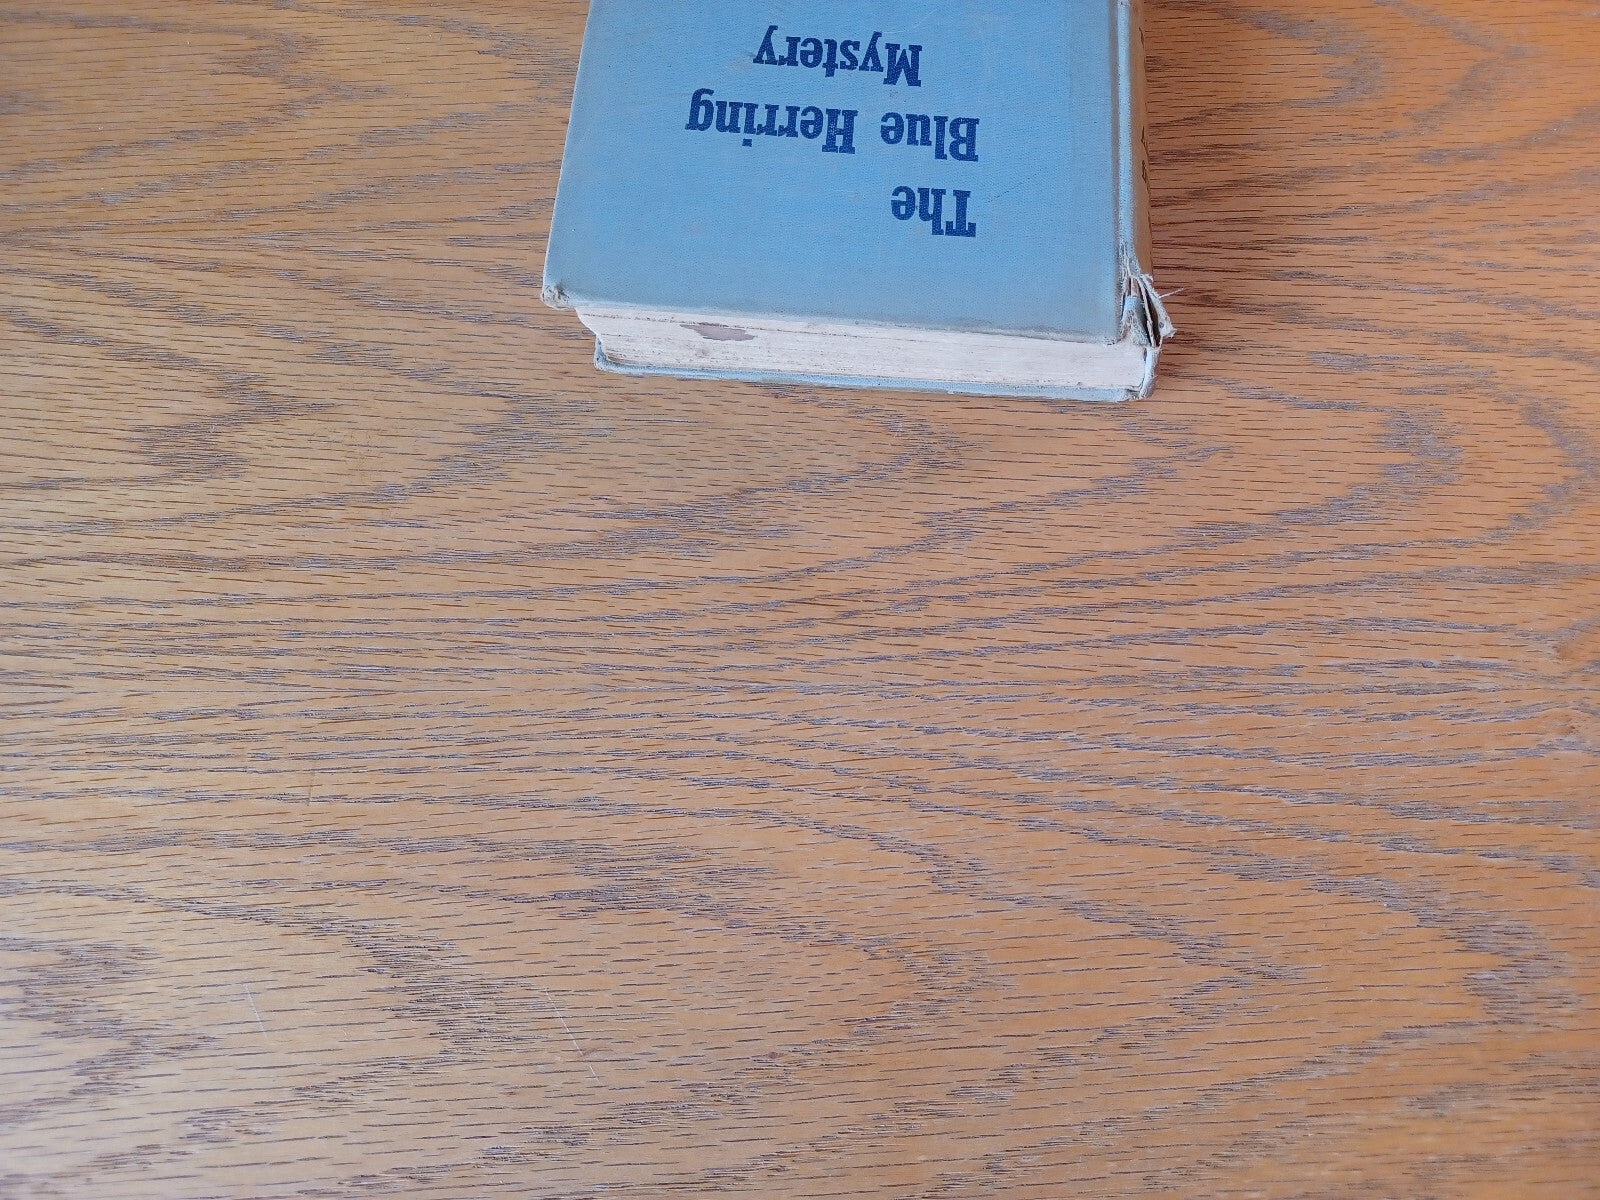 The
Blue Herring
Mystery